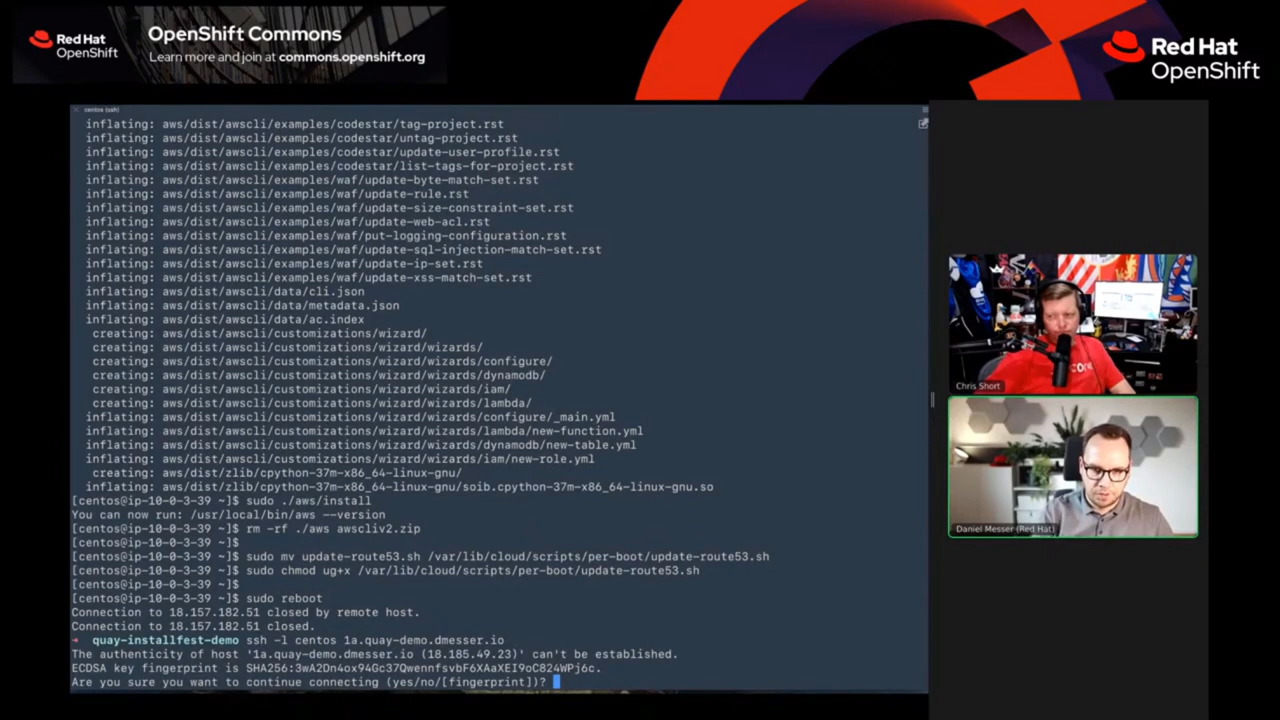 Red Hat
OpenShift
OpenShift Commons
Learn more and join at commons.openshift.org
Red Hat
OpenShift
centos (ssh)
inflating: aws/dist/awscli/examples/codestar/tag-project.rst
inflating: aws/dist/awscli/examples/codestar/untag-project.rst
inflating: aws/dist/awscli/examples/codestar/update-user-profile.rst
inflating: aws/dist/awscli/examples/codestar/list-tags-for-project.rst
inflating: aws/dist/awscli/examples/waf/update-byte-match-set.rst
inflating: aws/dist/awscli/examples/waf/update-rule.rst
inflating: aws/dist/awscli/examples/waf/update-size-constraint-set.rst
inflating: aws/dist/awscli/examples/waf/update-web-acl.rst
inflating: aws/dist/awscli/examples/waf/put-logging-configuration.rst
inflating: aws/dist/awscli/examples/waf/update-sql-injection-match-set.rst
inflating: aws/dist/awscli/examples/waf/update-ip-set.rst
inflating: aws/dist/awscli/examples/waf/update-xss-match-set.rst
inflating: aws/dist/awscli/data/cli.json
inflating: aws/dist/awscli/data/metadata.json
inflating: aws/dist/awscli/data/ac.index
creating: aws/dist/awscli/customizations/wizard/
creating: aws/dist/awscli/customizations/wizard/wizards/
creating: aws/dist/awscli/customizations/wizard/wizards/configure/
creating: aws/dist/awscli/customizations/wizard/wizards/dynamodb/
creating: aws/dist/awscli/customizations/wizard/wizards/iam/
creating: aws/dist/awscli/customizations/wizard/wizards/lambda/
inflating: aws/dist/awscli/customizations/wizard/wizards/configure/_main.yml
inflating: aws/dist/awscli/customizations/wizard/wizards/lambda/new-function.yml
inflating: aws/dist/awscli/customizations/wizard/wizards/dynamodb/new-table.yml
inflating: aws/dist/awscli/customizations/wizard/wizards/iam/new-role.yml
creating: aws/dist/zlib/cpython-37m-x86_64-linux-gnu/
inflating: aws/dist/zlib/cpython-37m-x86_64-linux-gnu/soib.cpython-37m-x86_64-linux-gnu.so
[centos@ip-10-0-3-39 ~]$ sudo ./aws/install
You can now run: /usr/local/bin/aws --version
[centos@ip-10-0-3-39 ~]$ rm -rf ./aws awscliv2.zip
[centos@ip-10-0-3-39 ~]$
[centos@ip-10-0-3-39 ~]$ sudo mv update-route53.sh /var/lib/cloud/scripts/per-boot/update-route53.sh
[centos@ip-10-0-3-39 ~]$ sudo chmod ug+x /var/lib/cloud/scripts/per-boot/update-route53.sh
[centos@ip-10-0-3-39 ~]$
[centos@ip-10-0-3-39 ~]$ sudo reboot
Connection to 18.157.182.51 closed by remote host.
Connection to 18.157.182.51 closed.
→ quay-installfest-demo ssh -l centos 1a.quay-demo.dmesser.io
The authenticity of host '1a.quay-demo.dmesser.io (18.185.49.23)' can't be established.
ECDSA key fingerprint is SHA256:3wA2Dn4ox94Gc37QwennfsvbF6XAaXEI9oC824WPj6c.
Are you sure you want to continue connecting (yes/no/[fingerprint])?
Chris Short
Daniel Messer (Red Hat)